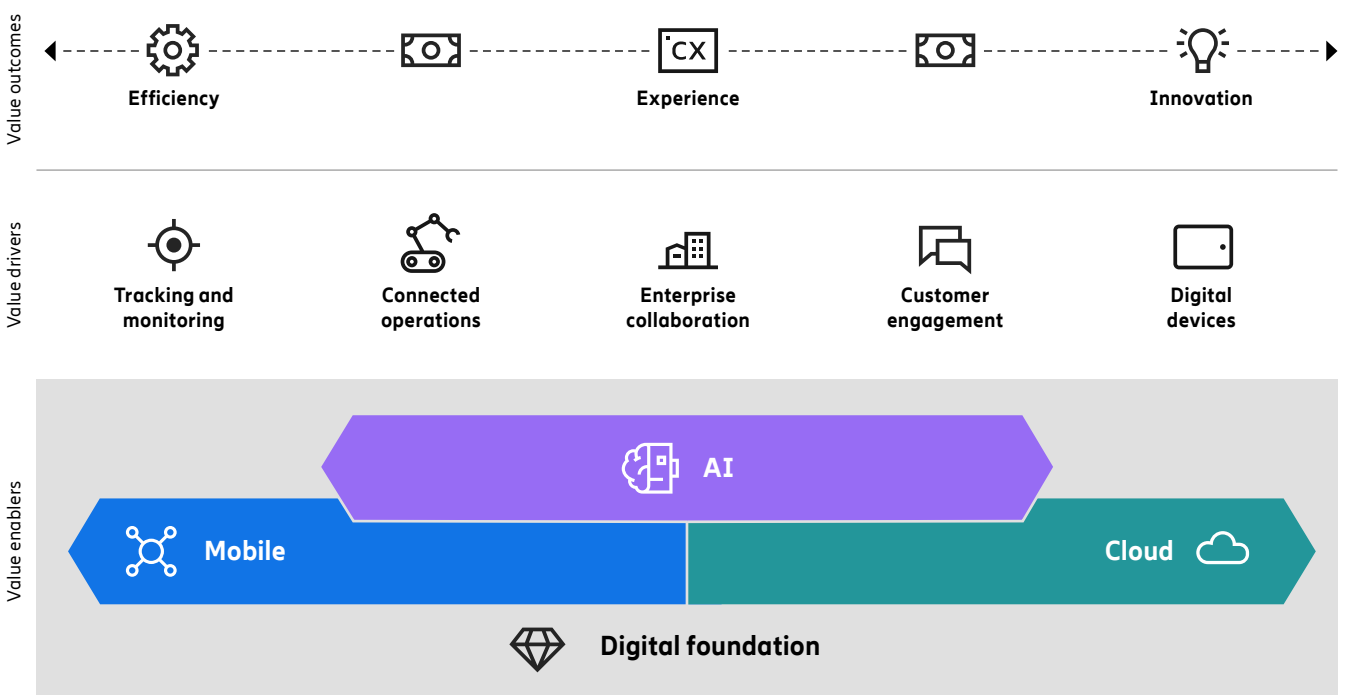 Value outcomes
Efficiency
CX
Experience
Innovation
Value drivers
Tracking and
monitoring
Connected
operations
Enterprise
collaboration
Customer
engagement
Digital
devices
Value enablers
AI
Mobile
Cloud
Digital foundation